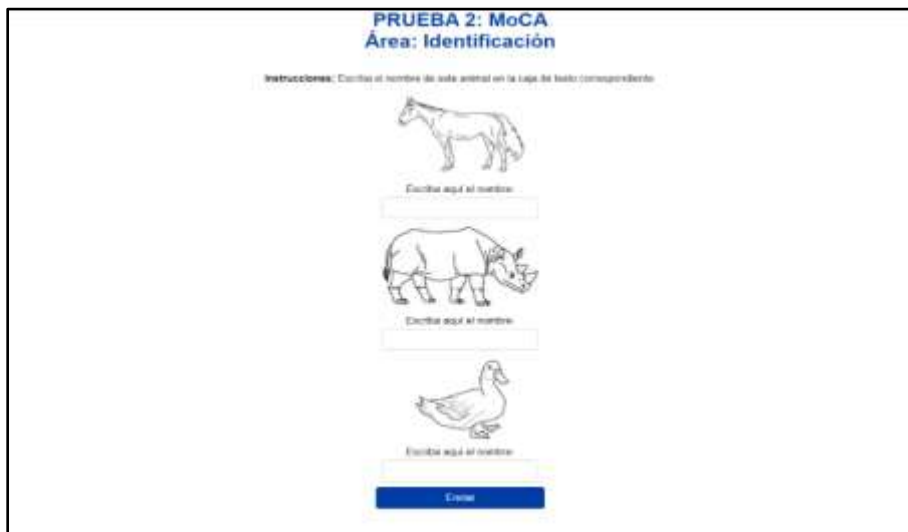 PRUEBA 2: MoCA
Área: Identificación
Instrucciones: Escriba el nombre de este animal en la caja de texto correspondiente
Escriba aquí el nombre
Escriba aquí el nombre
Escriba aquí el nombre
Enviar